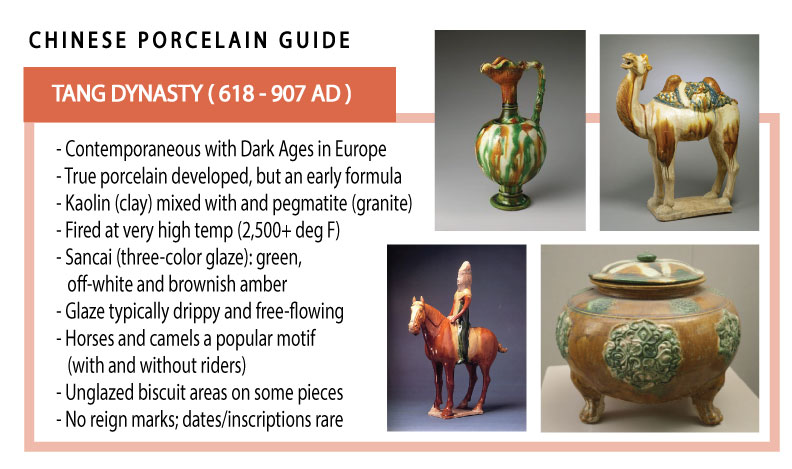 CHINESE PORCELAIN GUIDE
TANG DYNASTY ( 618 - 907 AD )
- Contemporaneous with Dark Ages in Europe
- True porcelain developed, but an early formula
- Kaolin (clay) mixed with and pegmatite (granite)
- Fired at very high temp (2,500+ deg F)
- Sancai (three-color glaze): green,
off-white and brownish amber
- Glaze typically drippy and free-flowing
- Horses and camels a popular motif
(with and without riders)
- Unglazed biscuit areas on some pieces
- No reign marks; dates/inscriptions rare